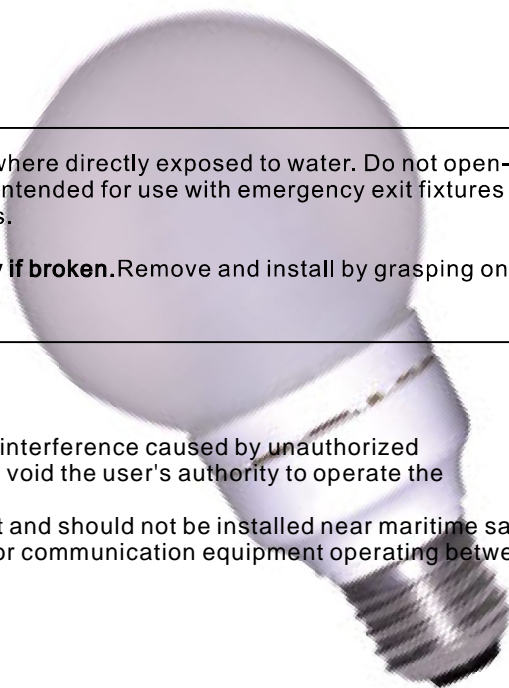 where directly exposed to water. Do not open-
ntended for use with emergency exit fixtures
s.
if broken.Remove and install by grasping on
interference caused by unauthorized
void the user's authority to operate the
t and should not be installed near maritime sa
or communication equipment operating betwe